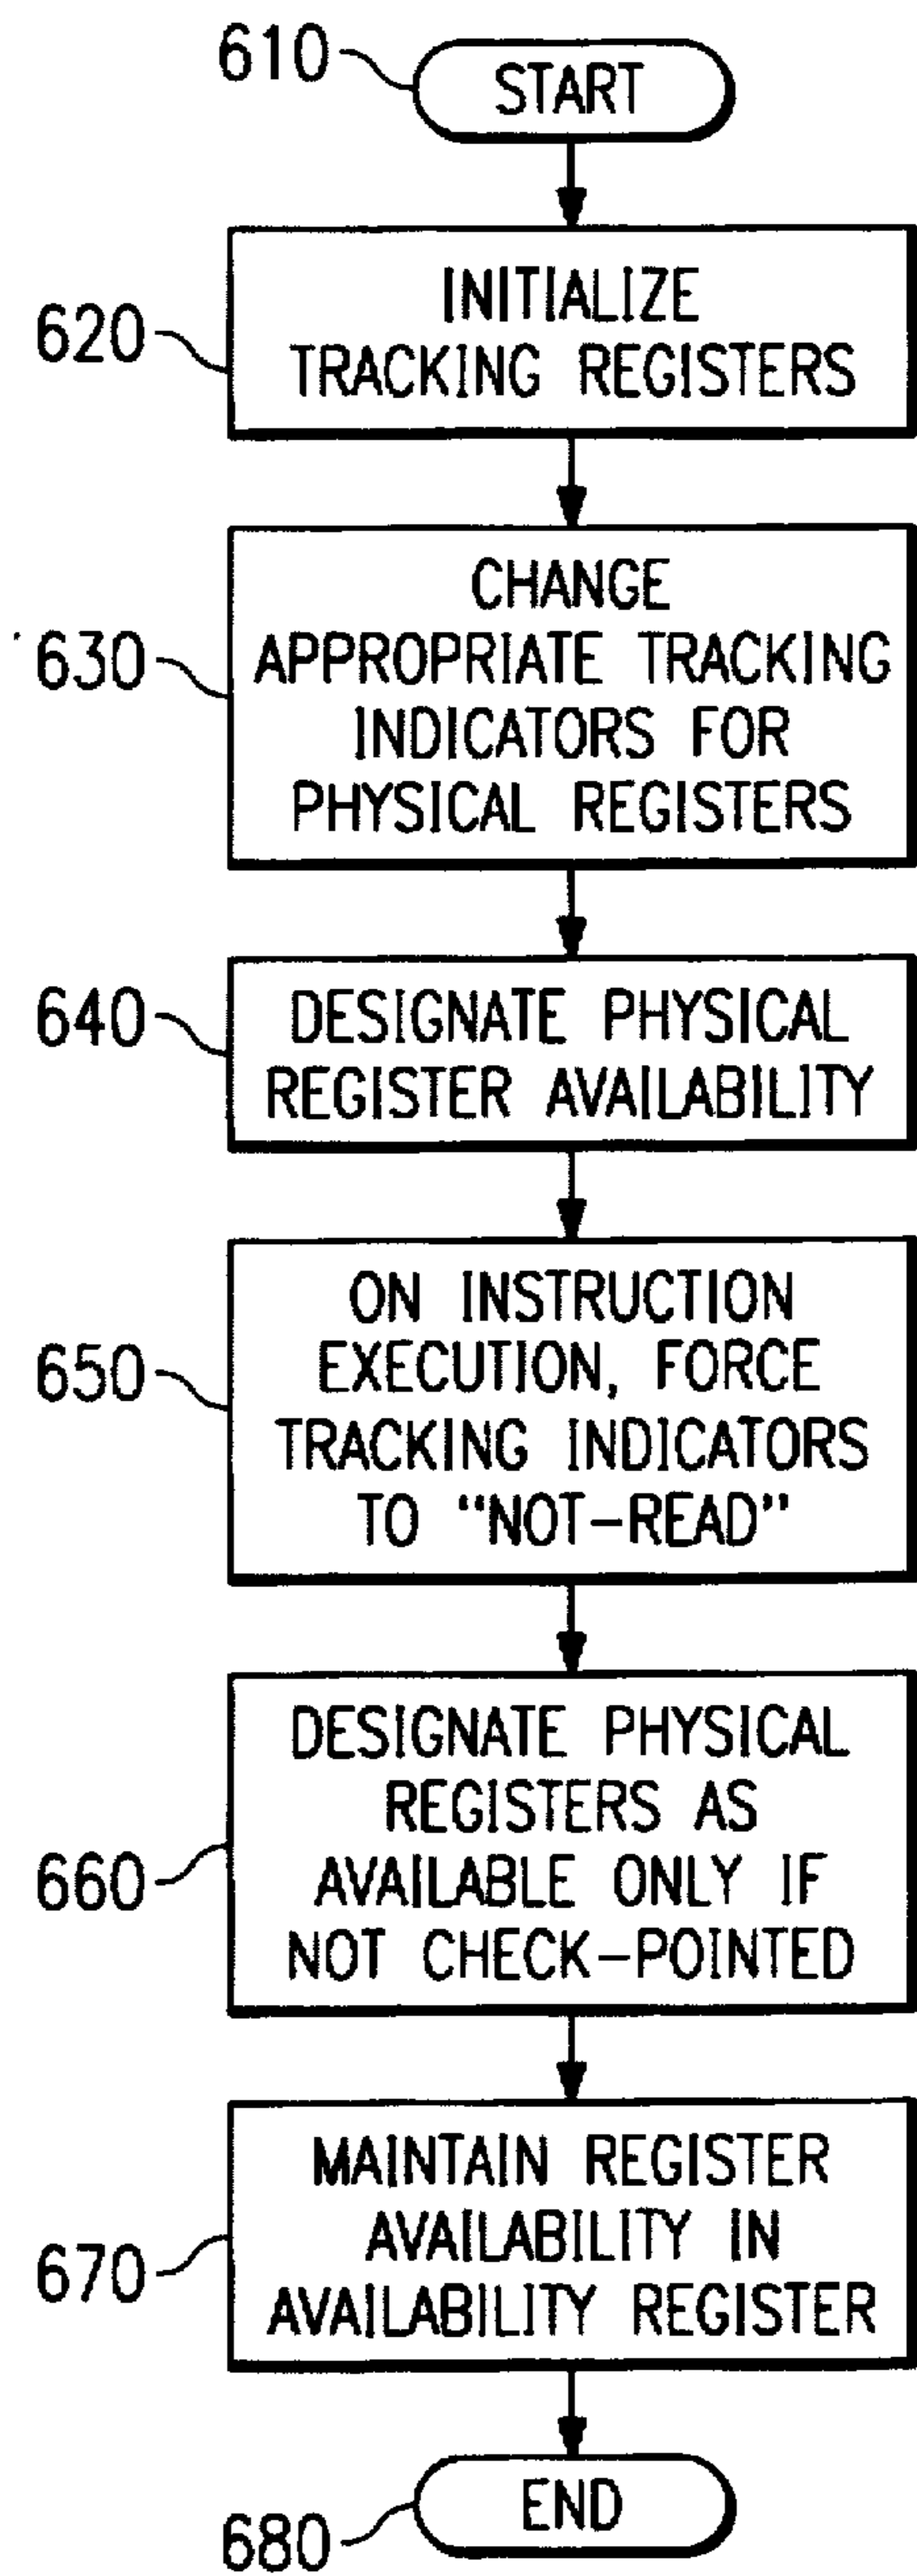 610
START
620
INITIALIZE
TRACKING REGISTERS
630
CHANGE
APPROPRIATE TRACKING
INDICATORS FOR
PHYSICAL REGISTERS
640
DESIGNATE PHYSICAL
REGISTER AVAILABILITY
650
ON INSTRUCTION
EXECUTION, FORCE
TRACKING INDICATORS
TO “NOT-READ”
660
DESIGNATE PHYSICAL
REGISTERS AS
AVAILABLE ONLY IF
NOT CHECK-POINTED
670
MAINTAIN REGISTER
AVAILABILITY IN
AVAILABILITY REGISTER
680
END